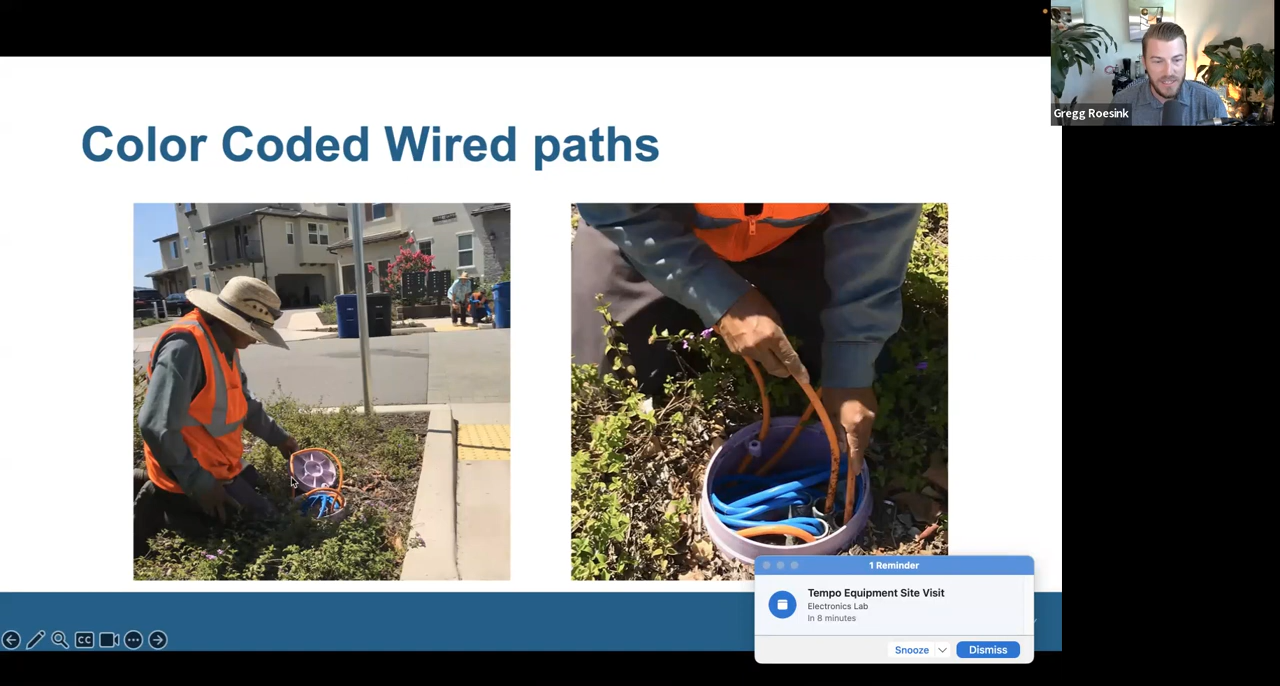 Gregg Roesink
Color Coded Wired paths
1 Reminder
Tempo Equipment Site Visit
Electronics Lab
In 8 minutes
Snooze
Dismiss
CC